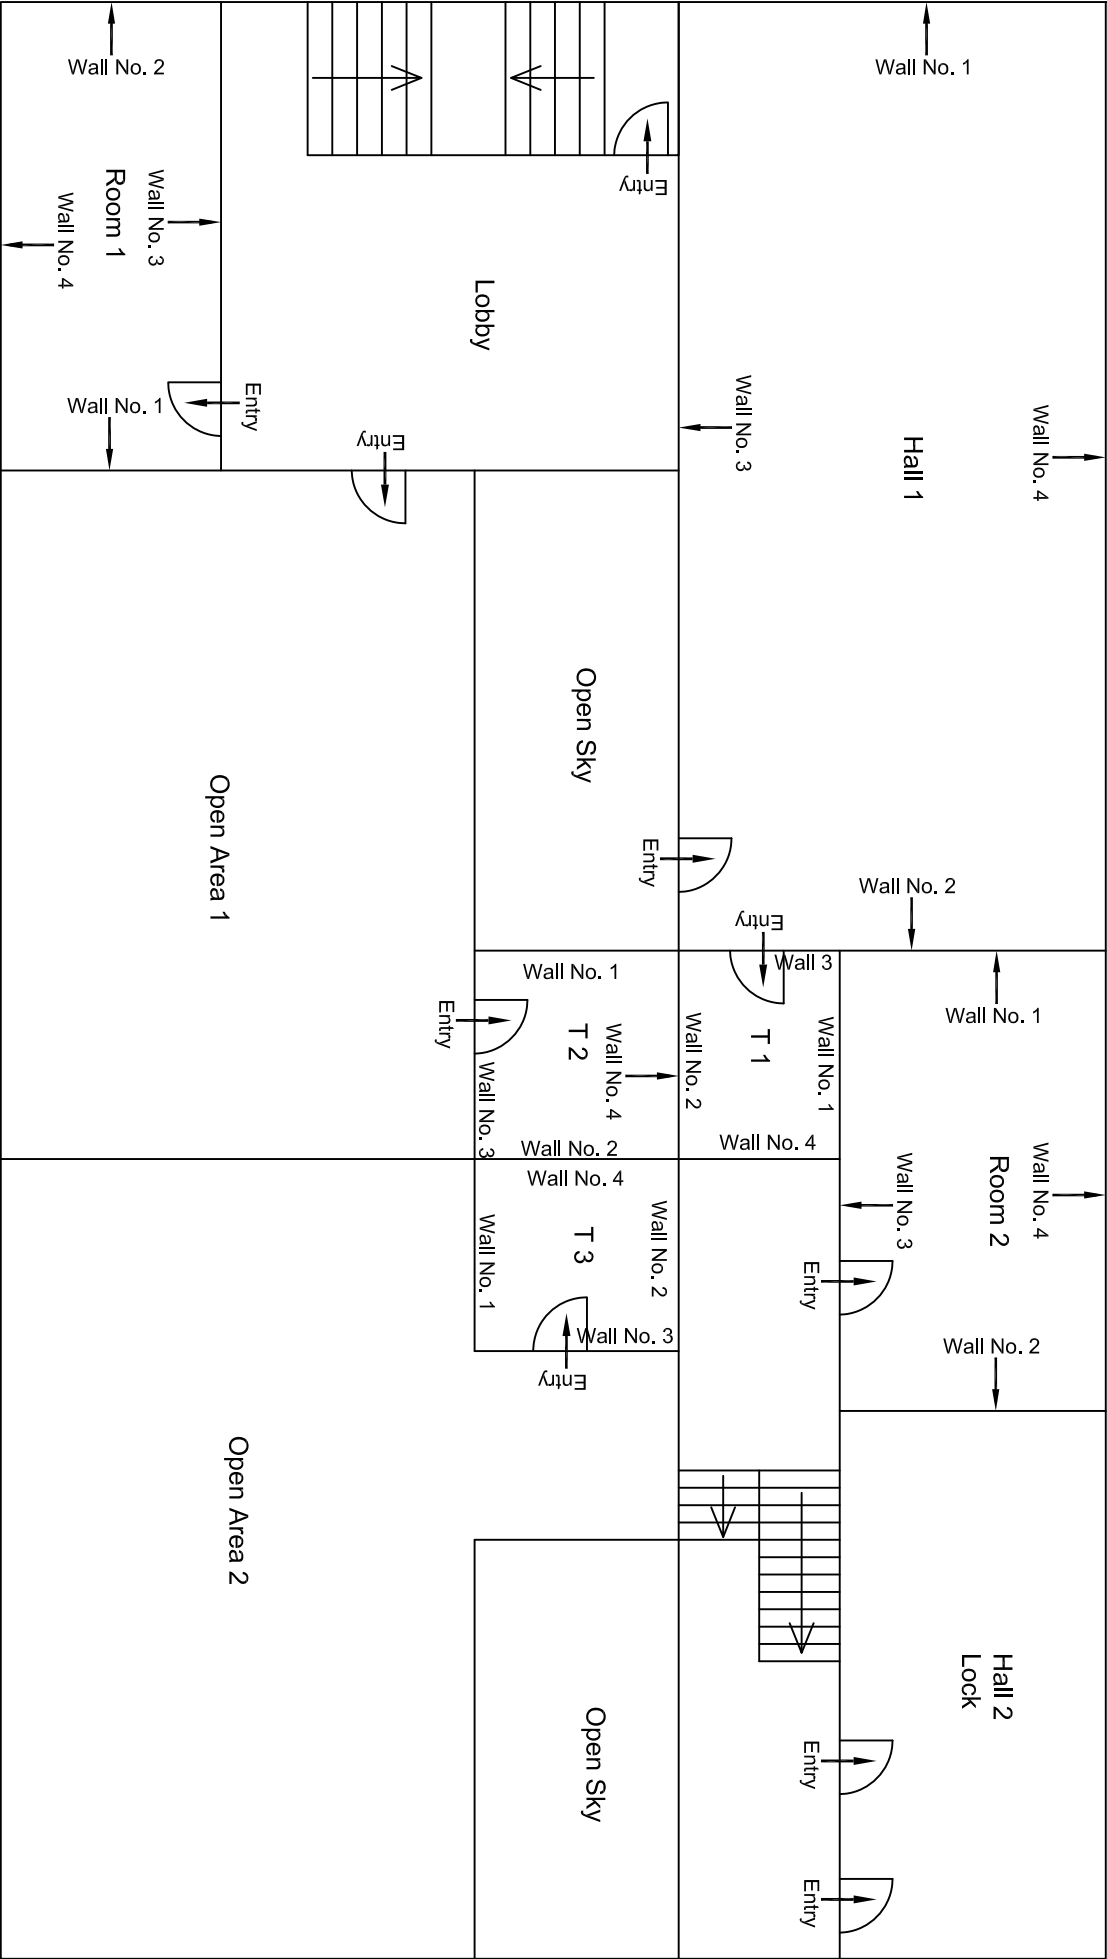 Wall No. 2
Wall No. 1
Entry
Wall No. 3
Room 1
Wall No. 4
Lobby
Wall No. 1
Entry
Entry
Wall No. 3
Hall 1
Wall No. 4
Open Sky
Open Area 1
Entry
Wall No. 2
Entry
Wall 3
Wall No. 1
Entry
T 2
Wall No. 4
Wall No. 3
Wall No. 2
Wall No. 2
T 1
Wall No. 1
Wall No. 4
Wall No. 1
Room 2
Wall No. 4
Wall No. 3
Entry
Wall No. 2
Wall No. 4
T 3
Wall No. 2
Wall No. 1
Wall No. 3
Entry
Open Area 2
Open Sky
Hall 2
Lock
Entry
Entry